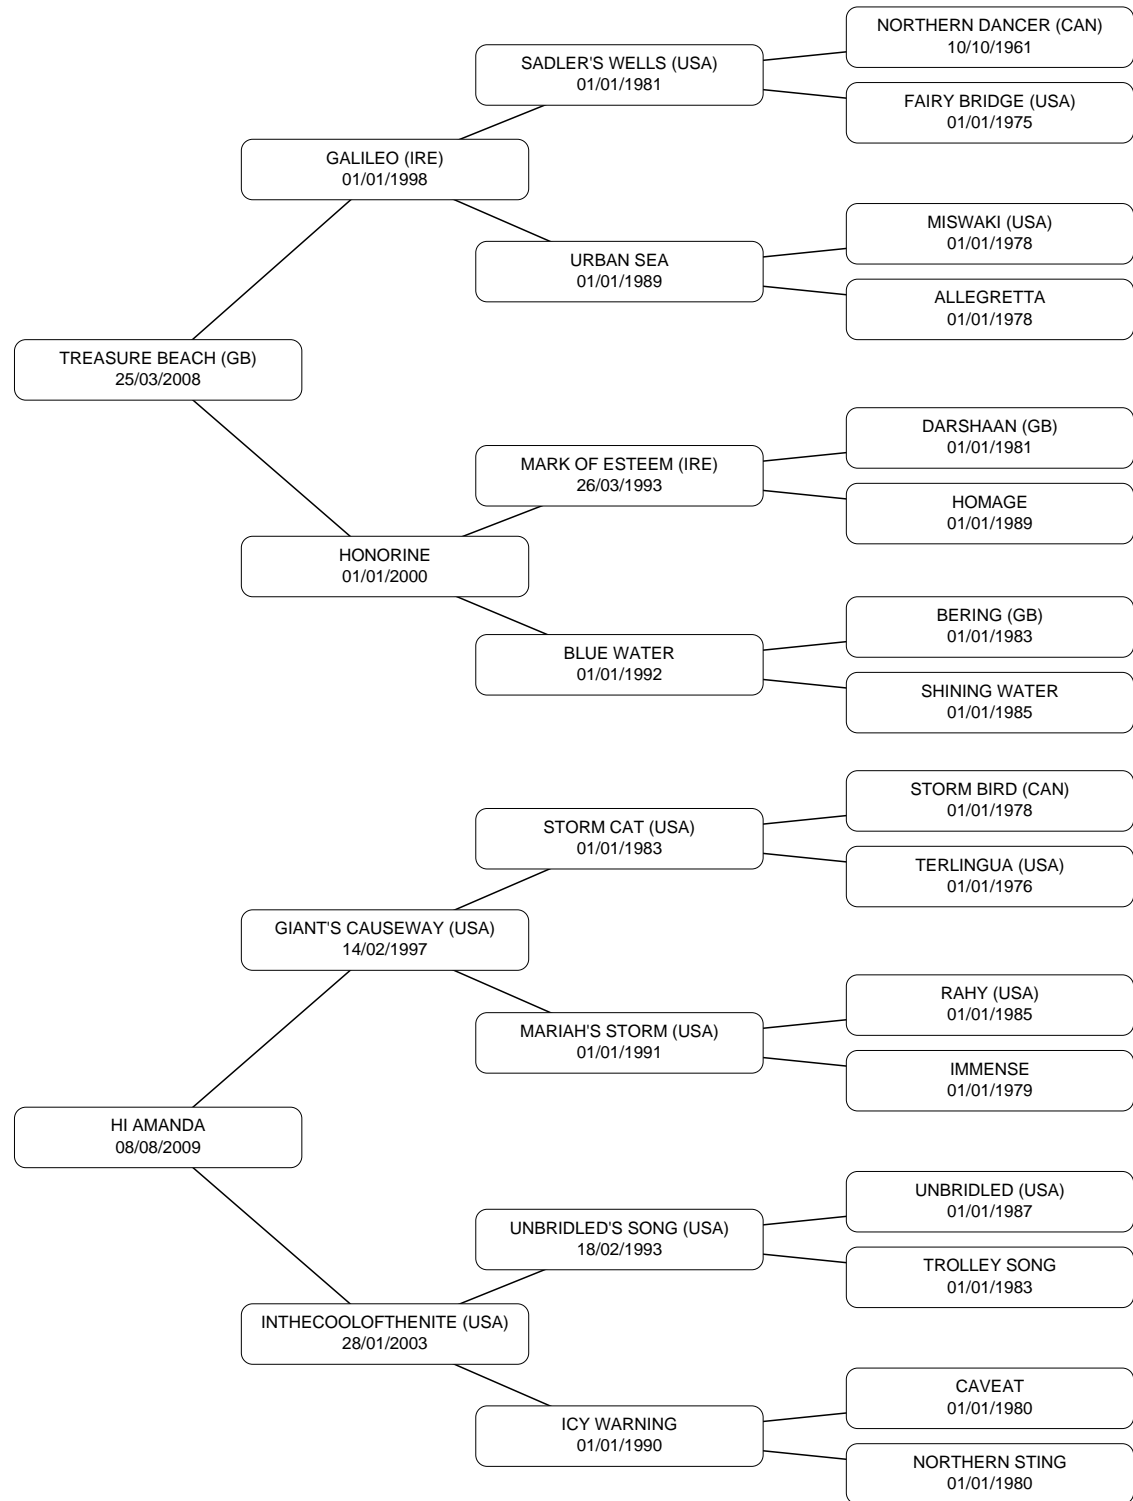 NORTHERN DANCER (CAN)
10/10/1961
SADLER'S WELLS (USA)
01/01/1981
FAIRY BRIDGE (USA)
01/01/1975
GALILEO (IRE)
01/01/1998
MISWAKI (USA)
01/01/1978
URBAN SEA
01/01/1989
ALLEGRETTA
01/01/1978
TREASURE BEACH (GB)
25/03/2008
DARSHAAN (GB)
01/01/1981
MARK OF ESTEEM (IRE)
26/03/1993
HOMAGE
01/01/1989
HONORINE
01/01/2000
BERING (GB)
01/01/1983
BLUE WATER
01/01/1992
SHINING WATER
01/01/1985
STORM BIRD (CAN)
01/01/1978
STORM CAT (USA)
01/01/1983
TERLINGUA (USA)
01/01/1976
GIANT'S CAUSEWAY (USA)
14/02/1997
RAHY (USA)
01/01/1985
MARIAH'S STORM (USA)
01/01/1991
IMMENSE
01/01/1979
HI AMANDA
08/08/2009
UNBRIDLED (USA)
01/01/1987
UNBRIDLED'S SONG (USA)
18/02/1993
TROLLEY SONG
01/01/1983
INTHECOOLOFTHENITE (USA)
28/01/2003
CAVEAT
01/01/1980
ICY WARNING
01/01/1990
NORTHERN STING
01/01/1980